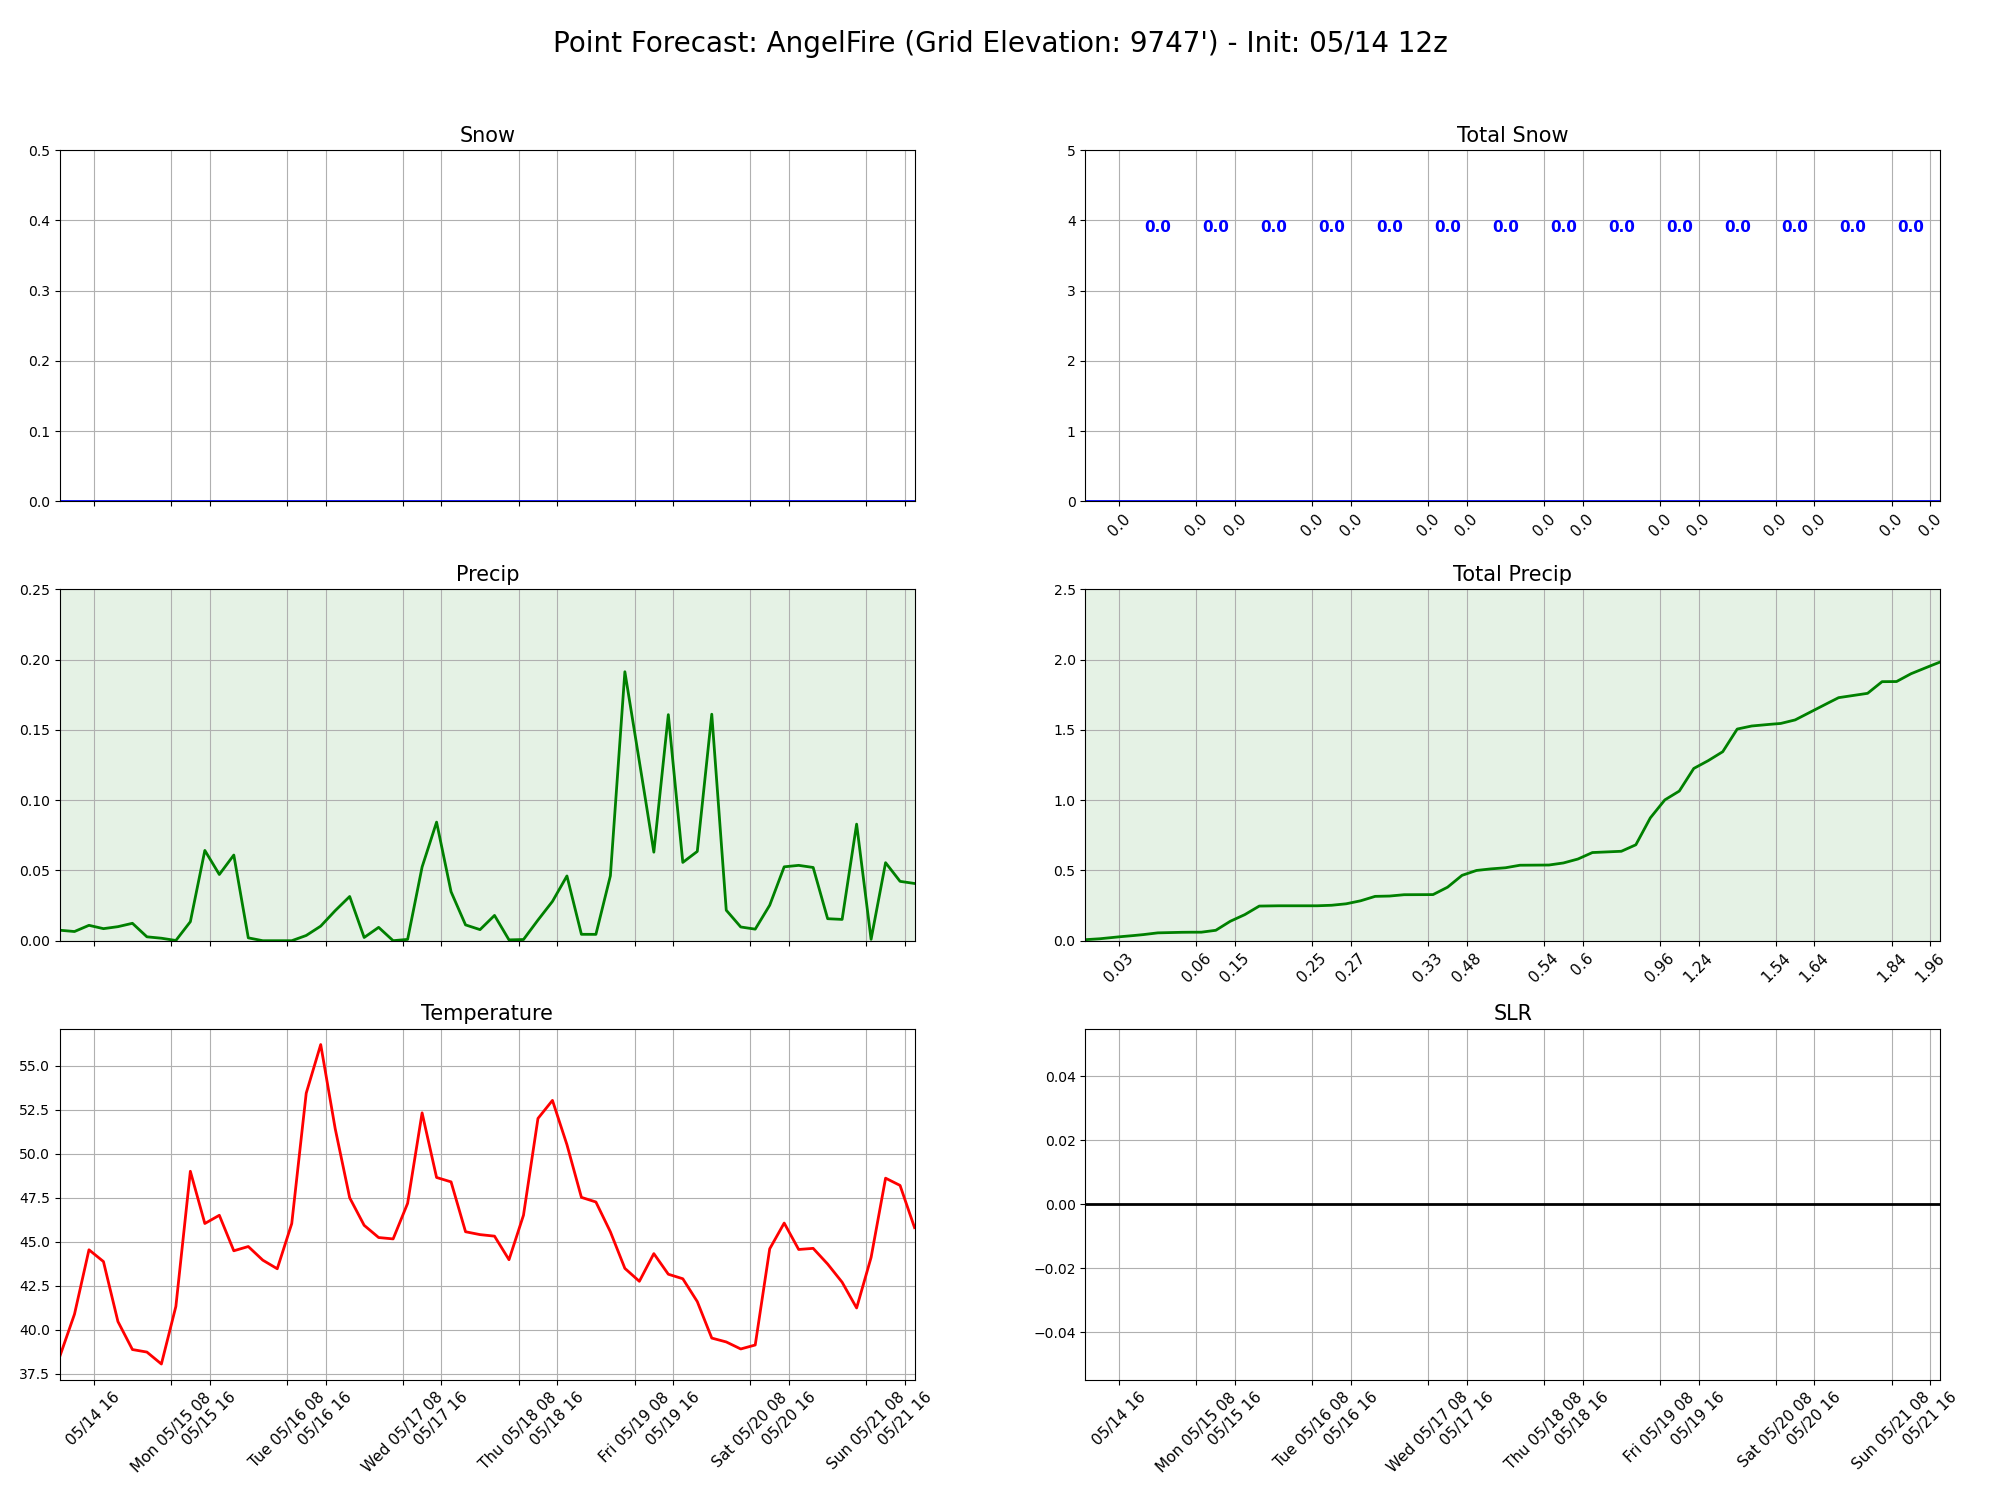 Point Forecast: AngelFire (Grid Elevation: 9747') - Init: 05/14 12z
Snow
0.5
0.4
0.3
0.2
0.1
0.0
Total Snow
5
4
3
2
1
0
0.0 0.0 0.0 0.0 0.0 0.0 0.0 0.0 0.0 0.0 0.0 0.0 0.0 0.0
0.0 0.0 0.0 0.0 0.0 0.0 0.0 0.0 0.0 0.0 0.0 0.0 0.0 0.0 0.0
Precip
0.25
0.20
0.15
0.10
0.05
0.00
Total Precip
2.5
2.0
1.5
1.0
0.5
0.0
0.03 0.06 0.15 0.25 0.27 0.33 0.48 0.54 0.6 0.96 1.24 1.54 1.64 1.84 1.96
Temperature
55.0
52.5
50.0
47.5
45.0
42.5
40.0
37.5
05/14 16
Mon 05/15 08
05/15 16
Tue 05/16 08
05/16 16
Wed 05/17 08
05/17 16
Thu 05/18 08
05/18 16
Fri 05/19 08
05/19 16
Sat 05/20 08
05/20 16
Sun 05/21 08
05/21 16
SLR
0.04
0.02
0.00
−0.02
−0.04
05/14 16
Mon 05/15 08
05/15 16
Tue 05/16 08
05/16 16
Wed 05/17 08
05/17 16
Thu 05/18 08
05/18 16
Fri 05/19 08
05/19 16
Sat 05/20 08
05/20 16
Sun 05/21 08
05/21 16